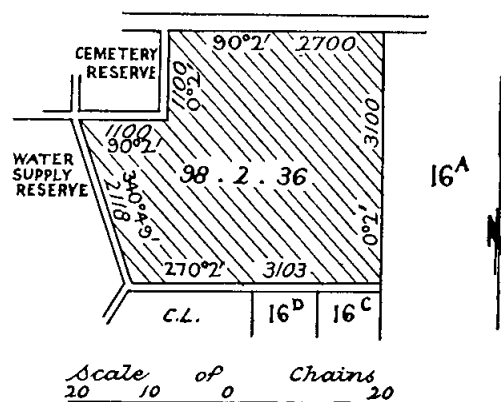 CEMETERY
RESERVE
90°2' 2700
1100
0°2'
1100
90°2'
WATER
SUPPLY
RESERVE
340°49'
2118
98 . 2 . 36
3100
0°2'
16A
N
270°2' 3103
C.L.
16D
16C
Scale of Chains
20 10 0 20